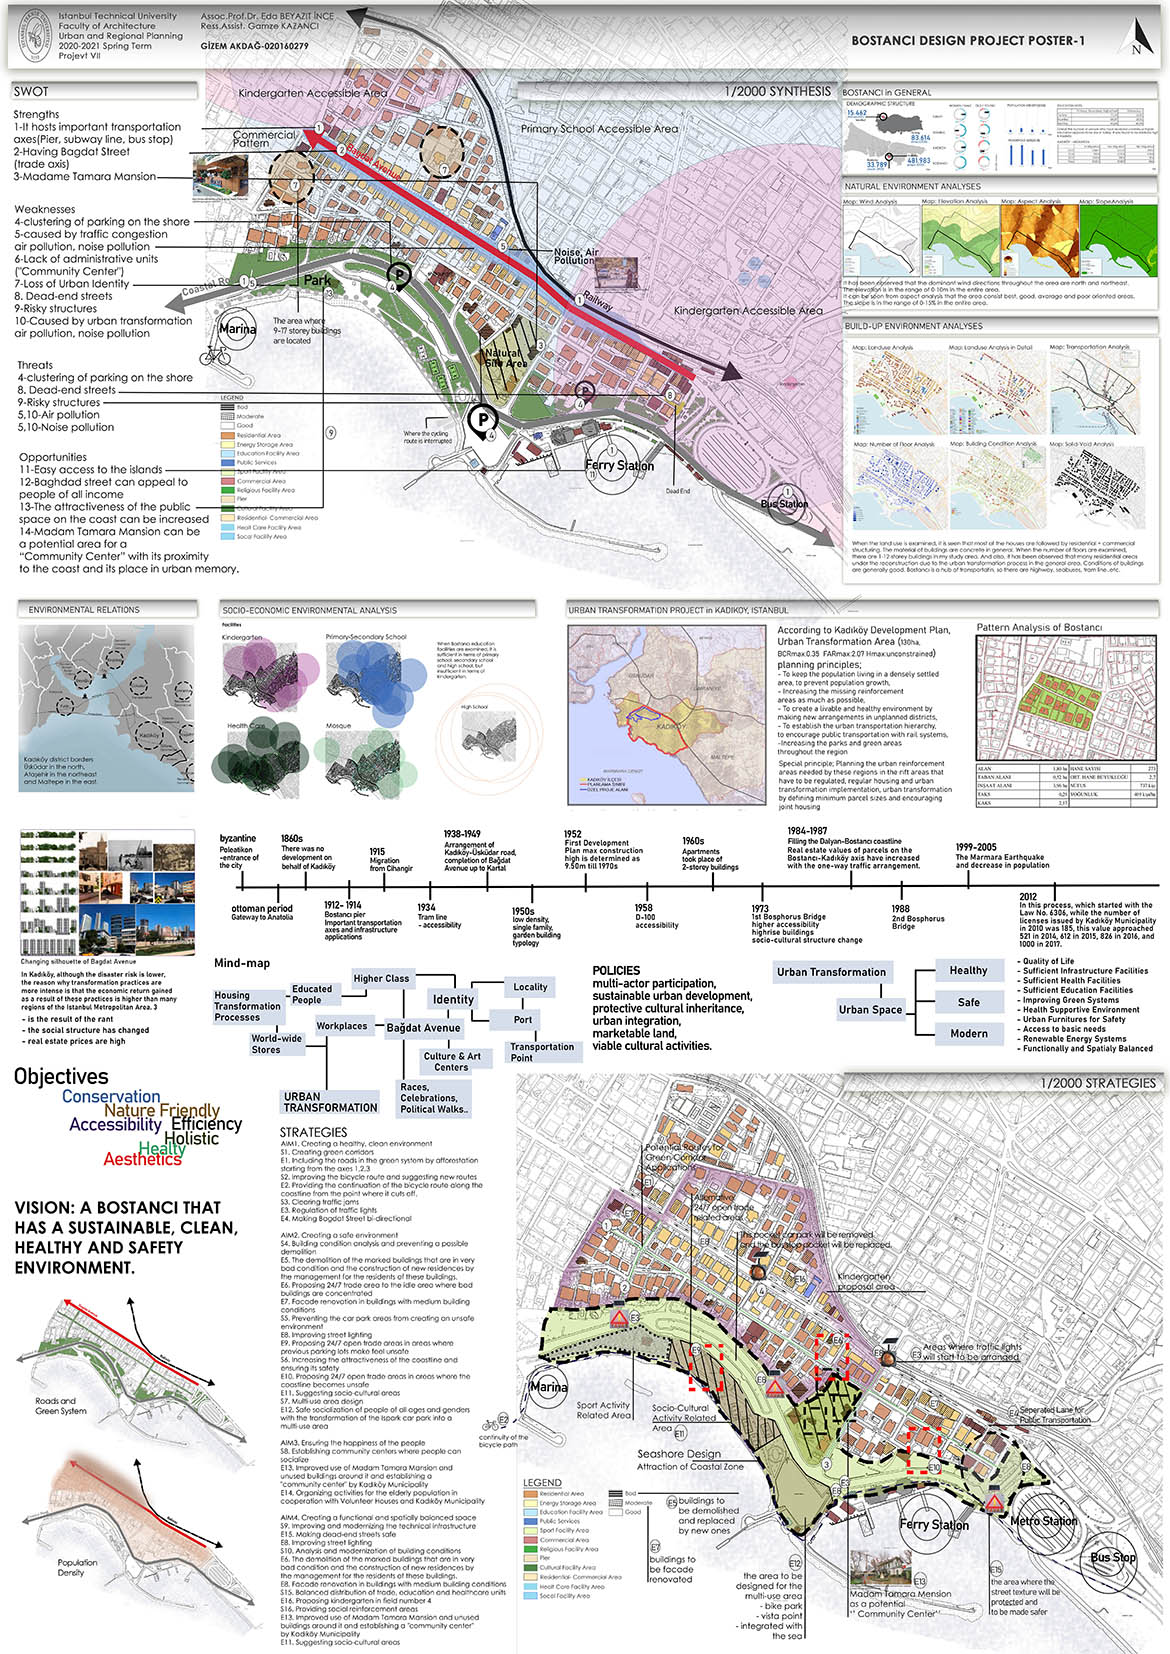 Istanbul Technical University
Faculty of Architecture
Urban and Regional Planning
2020-2021 Spring Term
Projevt VII
Assoc.Prof.Dr. Eda BEYAZIT İNCE
Ress.Assist. Gamze KAZANCI
GİZEM AKDAĞ-020160279
BOSTANCI DESIGN PROJECT POSTER-1
N
SWOT
Strengths
1-It hosts important transportation
axes(Pier, subway line, bus stop)
2-Having Bagdat Street
(trade axis)
3-Madame Tamara Mansion
Weaknesses
4-clustering of parking on the shore
5-caused by traffic congestion
air pollution, noise pollution
6-Lack of administrative units
("Community Center")
7-Loss of Urban Identity
8. Dead-end streets
9-Risky structures
10-Caused by urban transformation
air pollution, noise pollution
Threats
4-clustering of parking on the shore
8. Dead-end streets
9-Risky structures
5,10-Air pollution
5,10-Noise pollution
Opportunities
11-Easy access to the islands
12-Baghdad street can appeal to
people of all income
13-The attractiveness of the public
space on the coast can be increased
14-Madam Tamara Mansion can be
a potential area for a
"Community Center" with its proximity
to the coast and its place in urban memory.
1/2000 SYNTHESIS
Kindergarten Accessible Area
Commercial
Pattern
Primary School Accessible Area
Bagdat Avenue
Noise, Air
Pollution
Railway
Kindergarten Accessible Area
Coastal Ro
Park
Marina
The area where
9-17 storey buildings
are located
Natural
Site Area
Where the cycling
route is interrupted
Ferry Station
Dead End
Bus Station
LEGEND
Bad
Moderate
Good
Residential Area
Energy Storage Area
Education Facility Area
Public Services
Sport Facility Area
Commercial Area
Religious Facility Area
Pier
Cultural Facility Area
Residential- Commercial Area
Healt Care Facility Area
Social Facility Area
BOSTANCI in GENERAL
DEMOGRAPHIC STRUCTURE
15.462
83.614
33.789
481.983
NATURAL ENVIRONMENT ANALYSES
Map: Wind Analysis
Map: Elevation Analysis
Map: Aspect Analysis
Map: SlopeAnalysis
It has been observed that the dominant wind directions throughout the area are north and northeast.
The elevation is in the range of 0-10m in the entire area.
It can be seen from aspect analysis that the area consist best, good, average and poor oriented areas.
The slope is in the range of 0-15% in the entire area.
BUILD-UP ENVIRONMENT ANALYSES
Map: Landuse Analysis
Map: Landuse Analysis in Detail
Map: Transportation Analysis
Map: Number of Floor Analysis
Map: Building Condition Analysis
Map: Solid-Void Analysis
When the land use is examined, it is seen that most of the houses are followed by residential + commercial
structuring. The material of buildings are concrete in general. When the number of floors are examined,
there are 1-12 storey buildings in my study area. And also, it has been observed that many residential areas
under the reconstruction due to the urban transformation process in the general area. Conditions of buildings
are generally good. Bostanci is a hub of transportatin, so there are highway, seabuses, tram line..etc.
ENVIRONMENTAL RELATIONS
Kadıköy district borders
Üsküdar in the north,
Ataşehir in the northeast
and Maltepe in the east.
SOCIO-ECONOMIC ENVIRONMENTAL ANALYSIS
Facilities
Kindergarten
Primary-Secondary School
Health Care
Mosque
High School
When Bostancı education
facilities are examined, it is
sufficient in terms of primary
school, secondary school
and high school, but
insufficient in terms of
kindergarten.
URBAN TRANSFORMATION PROJECT in KADIKOY, ISTANBUL
ÜSKÜDAR
ÜMRANİYE
KADIKÖY
MALTEPE
MARMARA DENİZİ
KADIKÖY İLÇESİ
PLANLAMA SINIRI
ÖZEL PROJE ALANI
According to Kadıköy Development Plan,
Urban Transformation Area (130ha,
BCRmax:0.35 FARmax:2.07 Hmax:unconstrained)
planning principles;
- To keep the population living in a densely settled
area, to prevent population growth,
- Increasing the missing reinforcement
areas as much as possible,
- To create a livable and healthy environment by
making new arrangements in unplanned districts,
- To establish the urban transportation hierarchy,
to encourage public transportation with rail systems,
-Increasing the parks and green areas
throughout the region
Special principle; Planning the urban reinforcement
areas needed by these regions in the rift areas that
have to be regulated, regular housing and urban
transformation implementation, urban transformation
by defining minimum parcel sizes and encouraging
joint housing
Pattern Analysis of Bostancı
ALAN 1,80 ha HANE SAYISI 273
TABAN ALANI 0,52 ha ORT. HANE BÜYÜKLÜĞÜ 2,7
İNŞAAT ALANI 3,96 ha NÜFUS 737 kişi
TAKS 0,25 YOĞUNLUK 409 kişi/ha
KAKS 2,17
Changing silhouette of Bagdat Avenue
In Kadıköy, although the disaster risk is lower,
the reason why transformation practices are
more intense is that the economic return gained
as a result of these practices is higher than many
regions of the Istanbul Metropolitan Area. 3
- is the result of the rant
- the social structure has changed
- real estate prices are high
byzantine
Paleotikon
-entrance of
the city
ottoman period
Gateway to Anatolia
1860s
There was no
development on
behalf of Kadıköy
1912- 1914
Bostancı pier
Important transportation
axes and infrastructure
applications
1915
Migration
from Cihangir
1934
Tram line
- accessibility
1938-1949
Arrangement of
Kadıköy-Üsküdar road,
completion of Bağdat
Avenue up to Kartal
1950s
low density,
single family,
garden building
typology
1952
First Development
Plan max construction
high is determined as
9.50m till 1970s
1958
D-100
accessibility
1960s
Apartments
took place of
2-storey buildings
1973
1st Bosphorus Bridge
higher accessibility
highrise buildings
socio-cultural structure change
1984-1987
Filling the Dalyan-Bostancı coastline
Real estate values of parcels on the
Bostancı-Kadıköy axis have increased
with the one-way traffic arrangement.
1988
2nd Bosphorus
Bridge
1999-2005
The Marmara Earthquake
and decrease in population
2012
In this process, which started with the
Law No. 6306, while the number of
licenses issued by Kadıköy Municipality
in 2010 was 185, this value approached
521 in 2014, 612 in 2015, 826 in 2016, and
1000 in 2017.
Mind-map
Housing
Transformation
Processes
Educated
People
Higher Class
Identity
Locality
Workplaces
Bağdat Avenue
Port
World-wide
Stores
Culture & Art
Centers
Transportation
Point
URBAN
TRANSFORMATION
Races,
Celebrations,
Political Walks..
POLICIES
multi-actor participation,
sustainable urban development,
protective cultural inheritance,
urban integration,
marketable land,
viable cultural activities.
Urban Transformation
Urban Space
Healthy
Safe
Modern
- Quality of Life
- Sufficient Infrastructure Facilities
- Sufficient Health Facilities
- Sufficient Education Facilities
- Improving Green Systems
- Health Supportive Environment
- Urban Furnitures for Safety
- Access to basic needs
- Renewable Energy Systems
- Functionally and Spatialy Balanced
Objectives
Conservation
Nature Friendly
Accessibility Efficiency
Holistic
Healty
Aesthetics
VISION: A BOSTANCI THAT
HAS A SUSTAINABLE, CLEAN,
HEALTHY AND SAFETY
ENVIRONMENT.
Roads and
Green System
Population
Density
STRATEGIES
AIM1. Creating a healthy, clean environment
S1. Creating green corridors
E1. Including the roads in the green system by afforestation
starting from the axes 1,2,3
S2. Improving the bicycle route and suggesting new routes
E2. Providing the continuation of the bicycle route along the
coastline from the point where it cuts off.
S3. Clearing traffic jams
E3. Regulation of traffic lights
E4. Making Bagdat Street bi-directional
AIM2. Creating a safe environment
S4. Building condition analysis and preventing a possible
demolition
E5. The demolition of the marked buildings that are in very
bad condition and the construction of new residences by
the management for the residents of these buildings.
E6. Proposing 24/7 trade area to the idle area where bad
buildings are concentrated
E7. Facade renovation in buildings with medium building
conditions
S5. Preventing the car park areas from creating an unsafe
environment
E8. Improving street lighting
E9. Proposing 24/7 open trade areas in areas where
previous parking lots make feel unsafe
S6. Increasing the attractiveness of the coastline and
ensuring its safety
E10. Proposing 24/7 open trade areas in areas where the
coastline becomes unsafe
E11. Suggesting socio-cultural areas
S7. Multi-use area design
E12. Safe socialization of people of all ages and genders
with the transformation of the Ispark car park into a
multi-use area
AIM3. Ensuring the happiness of the people
S8. Establishing community centers where people can
socialize
E13. Improved use of Madam Tamara Mansion and
unused buildings around it and establishing a
"community center" by Kadıköy Municipality
E14. Organizing activities for the elderly population in
cooperation with Volunteer Houses and Kadıköy Municipality
AIM4. Creating a functional and spatially balanced space
S9. Improving and modernizing the technical infrastructure
E15. Making dead-end streets safe
E8. Improving street lighting
S10. Analysis and modernization of building conditions
E6. The demolition of the marked buildings that are in very
bad condition and the construction of new residences by
the management for the residents of these buildings.
E8. Facade renovation in buildings with medium building conditions
S15. Balanced distribution of trade, education and healthcare units
E16. Proposing kindergarten in field number 4
S16. Providing social reinforcement areas
E13. Improved use of Madam Tamara Mansion and unused
buildings around it and establishing a "community center"
by Kadıköy Municipality
E11. Suggesting socio-cultural areas
1/2000 STRATEGIES
Potential Routes for
Green Corridor
Applications
Alternative
24/7 open trade
related areas
The pocket car park will be removed
and the bus stop pocket will be replaced.
Kindergarten
proposal area
Areas where traffic lights
will start to be arranged
Seperated Lane for
Public Transportation
Marina
Sport Activity
Related Area
Socio-Cultural
Activity Related
Area
Seashore Design
Attraction of Coastal Zone
continuity of the
bicycle path
Ferry Station
Metro Station
Bus Stop
LEGEND
Residential Area
Energy Storage Area
Education Facility Area
Public Services
Sport Facility Area
Commercial Area
Religious Facility Area
Pier
Cultural Facility Area
Residential- Commercial Area
Healt Care Facility Area
Social Facility Area
Bad
Moderate
Good
E5 buildings to
be demolished
and replaced
by new ones
E7
buildings to
be facade
renovated
E12
the area to be
designed for the
multi-use area
- bike park
- vista point
- integrated with
the sea
Madam Tamara Mension
as a potential
'' Community Center''
E13
E15
the area where the
street texture will be
protected and
to be made safer